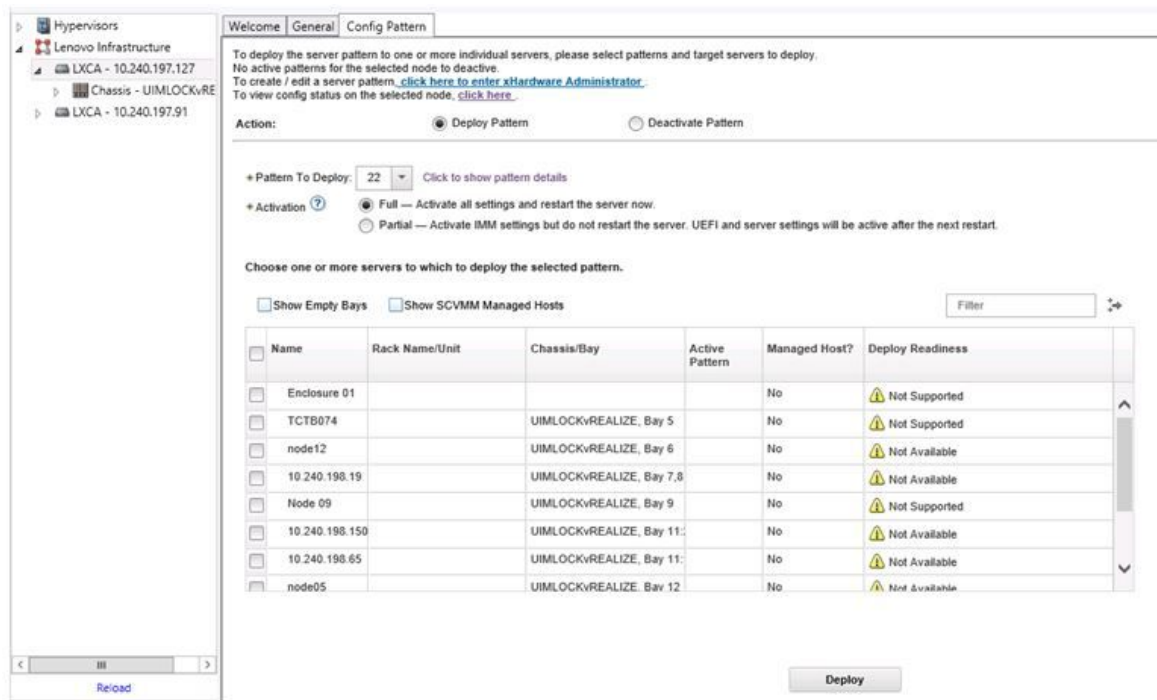 Hypervisors
Lenovo Infrastructure
LXCA - 10.240.197.127
Chassis - UIMLOCKvRE
LXCA - 10.240.197.91
Reload
Welcome General Config Pattern
To deploy the server pattern to one or more individual servers, please select patterns and target servers to deploy.
No active patterns for the selected node to deactive.
To create / edit a server pattern, click here to enter xHardware Administrator .
To view config status on the selected node, click here .
Action: Deploy Pattern Deactivate Pattern
+ Pattern To Deploy: 22 Click to show pattern details
+ Activation ? Full — Activate all settings and restart the server now.
Partial — Activate IMM settings but do not restart the server. UEFI and server settings will be active after the next restart.
Choose one or more servers to which to deploy the selected pattern.
Show Empty Bays Show SCVMM Managed Hosts Filter
Name Rack Name/Unit Chassis/Bay Active Pattern Managed Host? Deploy Readiness
Enclosure 01 No Not Supported
TCTB074 UIMLOCKvREALIZE, Bay 5 No Not Supported
node12 UIMLOCKvREALIZE, Bay 6 No Not Available
10.240.198.19 UIMLOCKvREALIZE, Bay 7,8 No Not Available
Node 09 UIMLOCKvREALIZE, Bay 9 No Not Supported
10.240.198.150 UIMLOCKvREALIZE, Bay 11: No Not Available
10.240.198.65 UIMLOCKvREALIZE, Bay 11: No Not Available
node05 UIMLOCKvREALIZE, Bay 12 No Not Available
Deploy